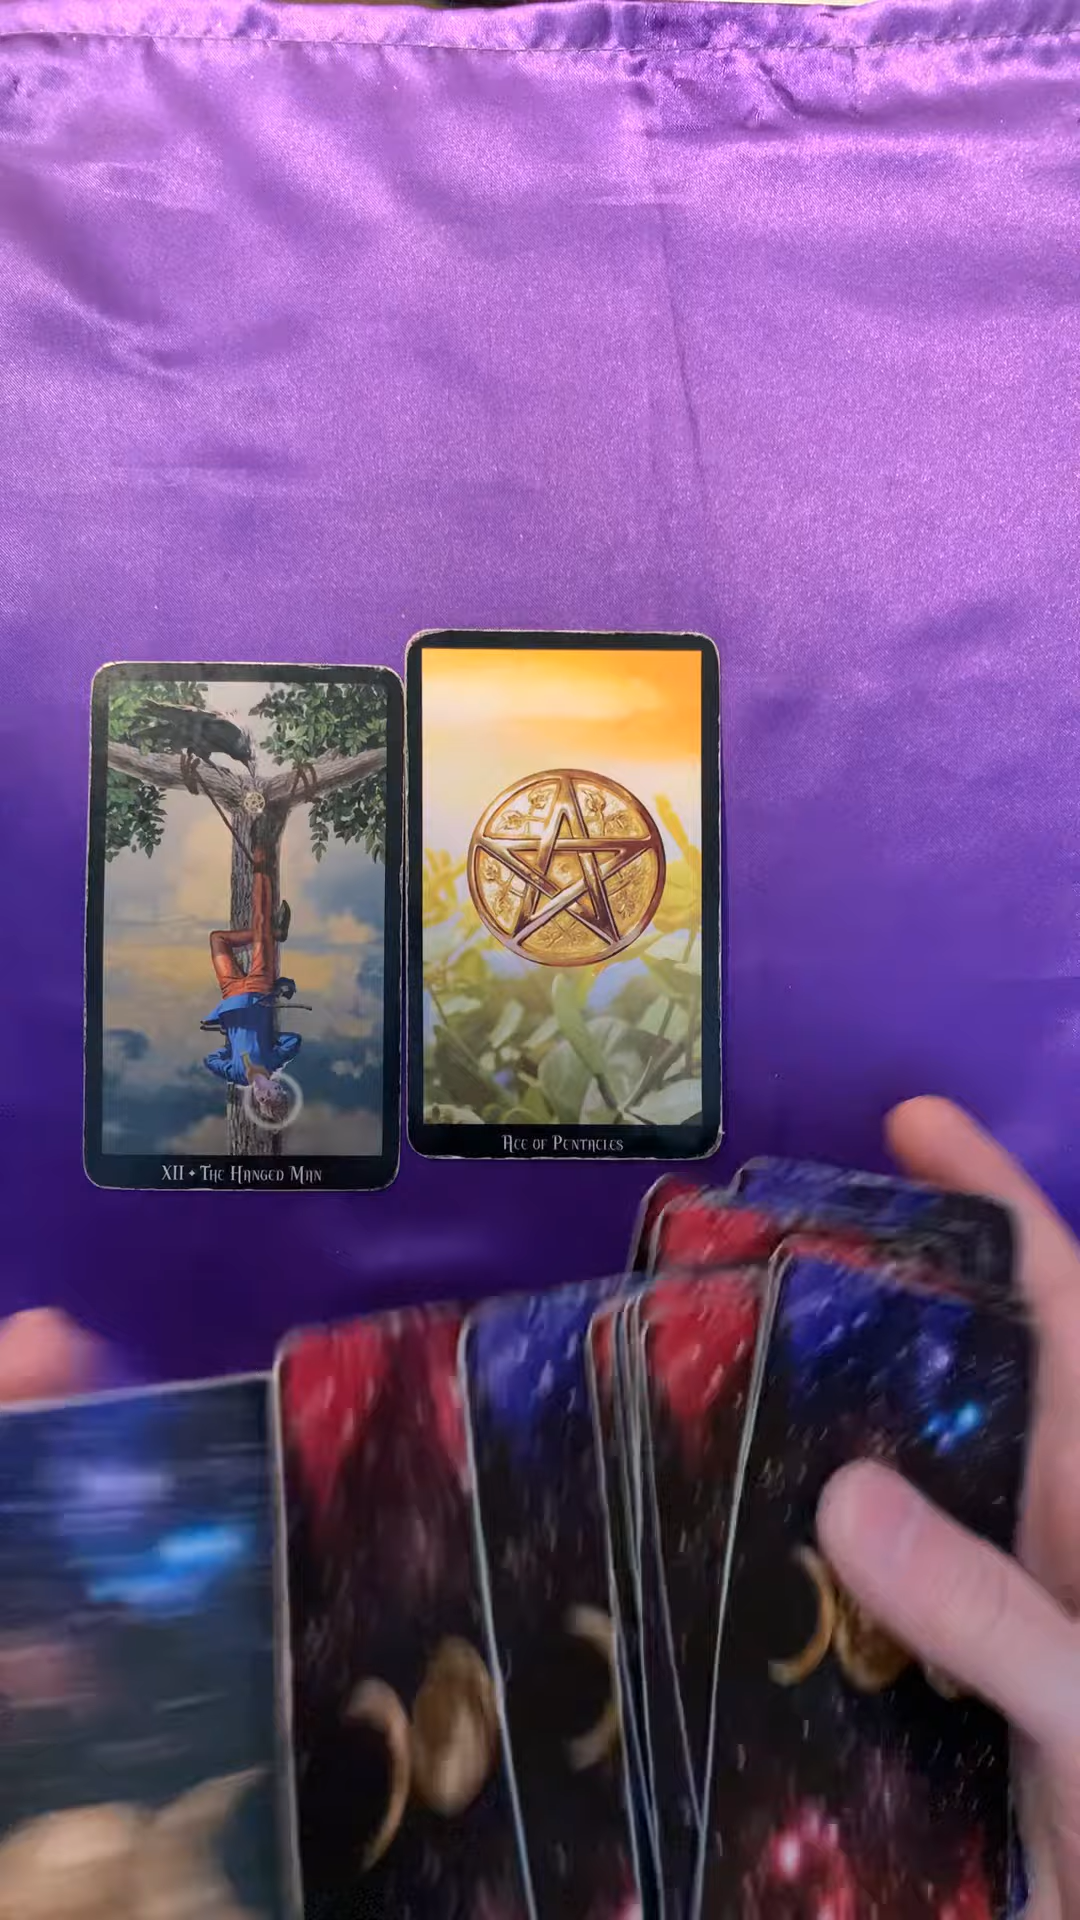 XII • The Hanged Man
Ace of Pentacles